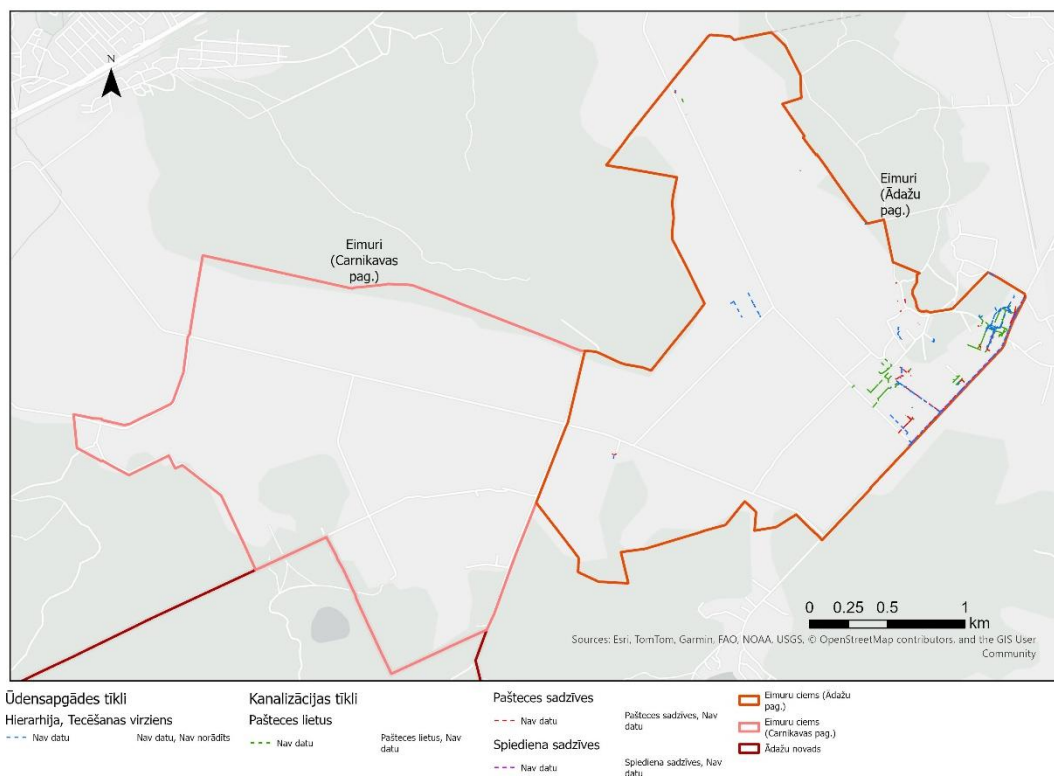 N
Eimuri
(Ādažu
pag.)
Eimuri
(Carnikavas
pag.)
0 0.25 0.5 1
km
Sources: Esri, TomTom, Garmin, FAO, NOAA, USGS, © OpenStreetMap contributors, and the GIS User
Community
Ūdensapgādes tīkli
Hierarhija, Tecēšanas virziens
Nav datu
Nav datu, Nav norādīts
Kanalizācijas tīkli
Pašteces lietus
Nav datu
Pašteces lietus, Nav
datu
Pašteces sadzīves
Nav datu
Pašteces sadzīves, Nav
datu
Spiediena sadzīves
Nav datu
Spiediena sadzīves, Nav
datu
Eimuru ciems (Ādažu
pag.)
Eimuru ciems
(Carnikavas pag.)
Ādažu novads